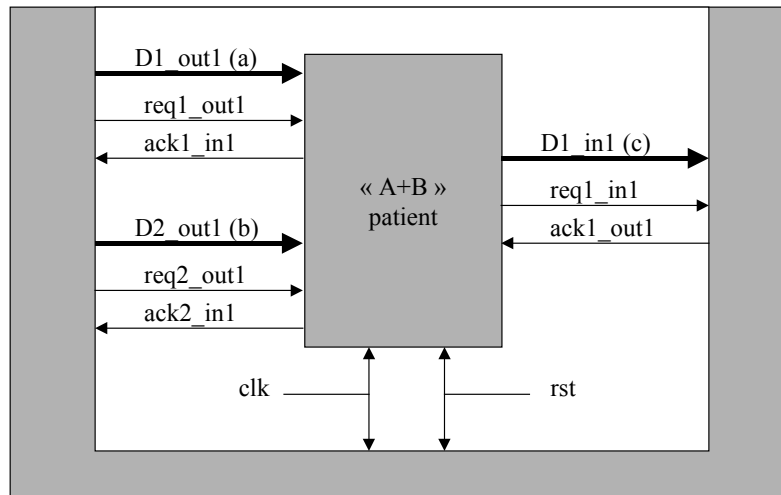 D1_out1 (a)
req1_out1
ack1_in1
D2_out1 (b)
req2_out1
ack2_in1
« A+B »
patient
D1_in1 (c)
req1_in1
ack1_out1
clk
rst